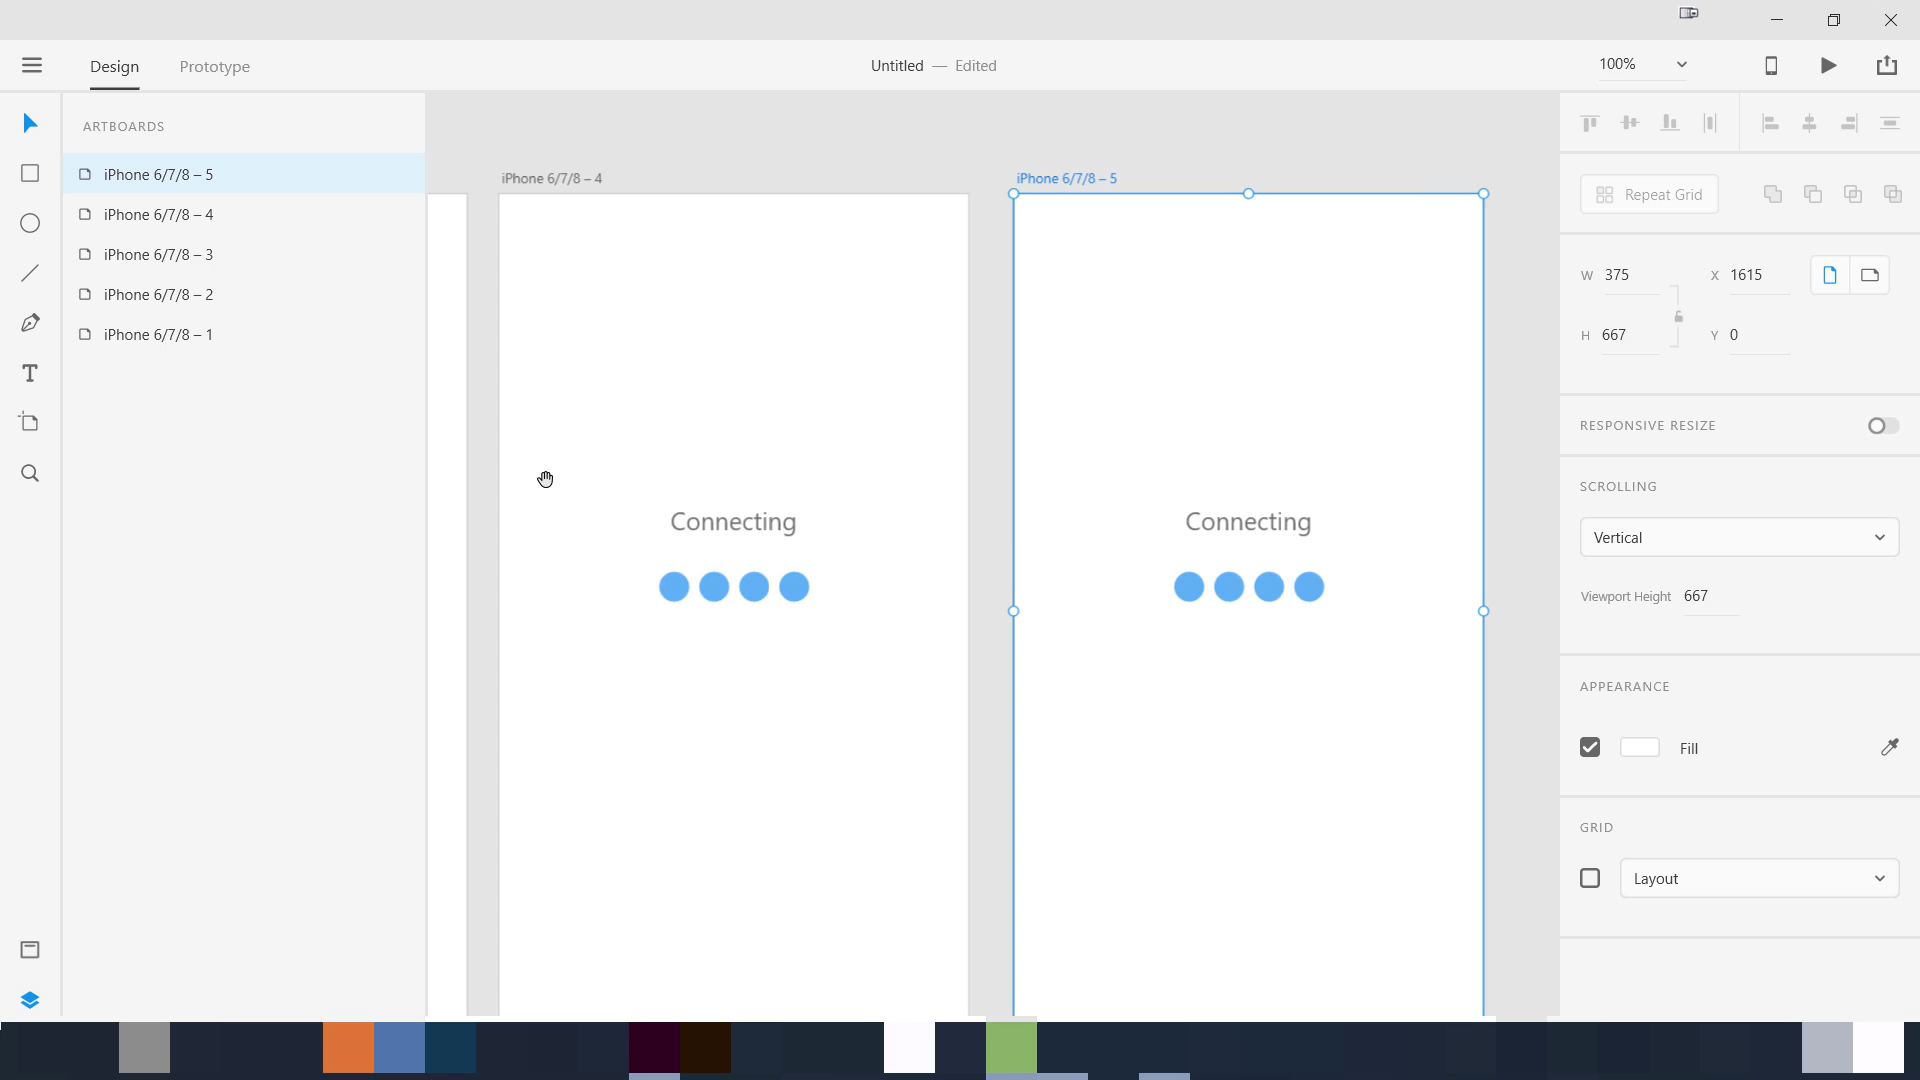 Design
Prototype
Untitled — Edited
100%
ARTBOARDS
iPhone 6/7/8 – 5
iPhone 6/7/8 – 4
iPhone 6/7/8 – 3
iPhone 6/7/8 – 2
iPhone 6/7/8 – 1
iPhone 6/7/8 – 4
Connecting
iPhone 6/7/8 – 5
Connecting
Repeat Grid
W 375
X 1615
H 667
Y 0
RESPONSIVE RESIZE
SCROLLING
Vertical
Viewport Height 667
APPEARANCE
Fill
GRID
Layout